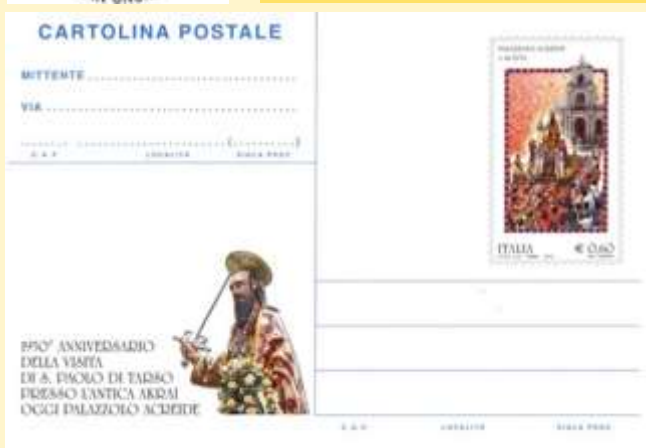 CARTOLINA POSTALE
MITTENTE
VIA
C.A.P. LOCALITÀ SIGLA PROV.
PALAZZOLO ACREIDE
ITALIA € 0,60
1950° ANNIVERSARIO
DELLA VISITA
DI S. PAOLO DI TARSO
PRESSO L'ANTICA AKRAI
OGGI PALAZZOLO ACREIDE
C.A.P. LOCALITÀ SIGLA PROV.